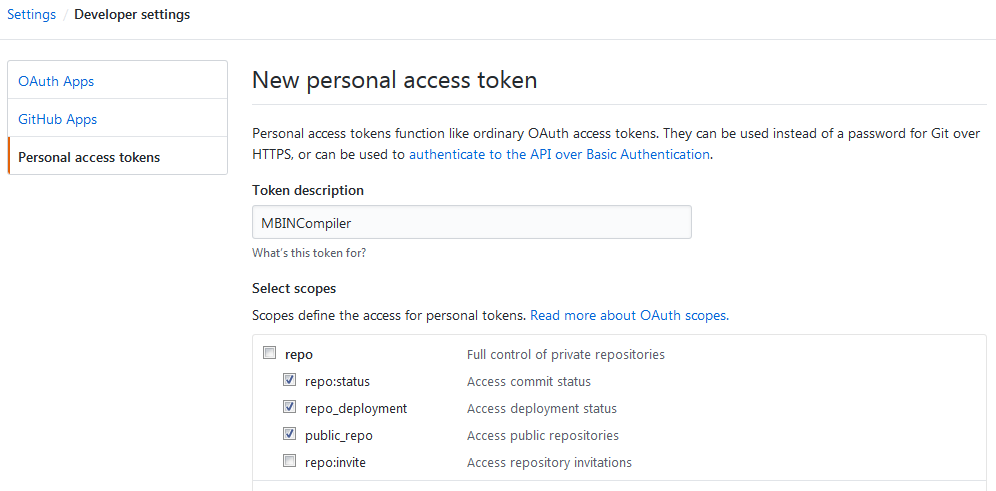 Settings / Developer settings
OAuth Apps
GitHub Apps
Personal access tokens
New personal access token
Personal access tokens function like ordinary OAuth access tokens. They can be used instead of a password for Git over
HTTPS, or can be used to authenticate to the API over Basic Authentication.
Token description
MBINCompiler
What's this token for?
Select scopes
Scopes define the access for personal tokens. Read more about OAuth scopes.
repo Full control of private repositories
repo:status Access commit status
repo_deployment Access deployment status
public_repo Access public repositories
repo:invite Access repository invitations